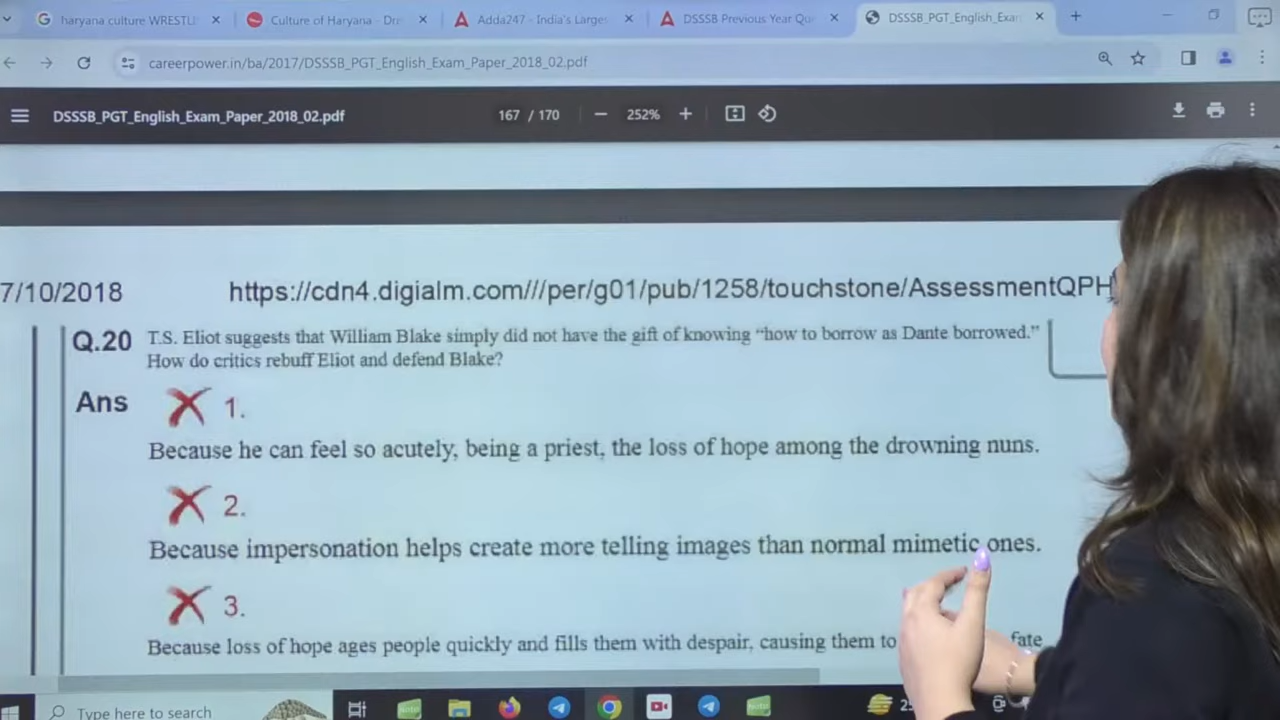 haryana culture WRESTL
Culture of Haryana - Dre
Adda247 - India's Larges
DSSSB Previous Year Qu
DSSSB_PGT_English_Exar
careerpower.in/ba/2017/DSSSB_PGT_English_Exam_Paper_2018_02.pdf
DSSSB_PGT_English_Exam_Paper_2018_02.pdf
167 / 170
252%
7/10/2018
https://cdn4.digialm.com///per/g01/pub/1258/touchstone/AssessmentQPH
Q.20 T.S. Eliot suggests that William Blake simply did not have the gift of knowing “how to borrow as Dante borrowed.”
How do critics rebuff Eliot and defend Blake?
Ans 1.
Because he can feel so acutely, being a priest, the loss of hope among the drowning nuns.
2.
Because impersonation helps create more telling images than normal mimetic ones.
3.
Because loss of hope ages people quickly and fills them with despair, causing them to fate
Type here to search